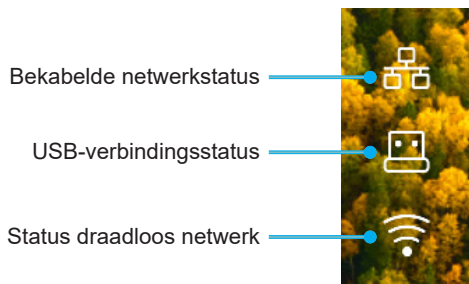 Bekabelde netwerkstatus
USB-verbindingsstatus
Status draadloos netwerk